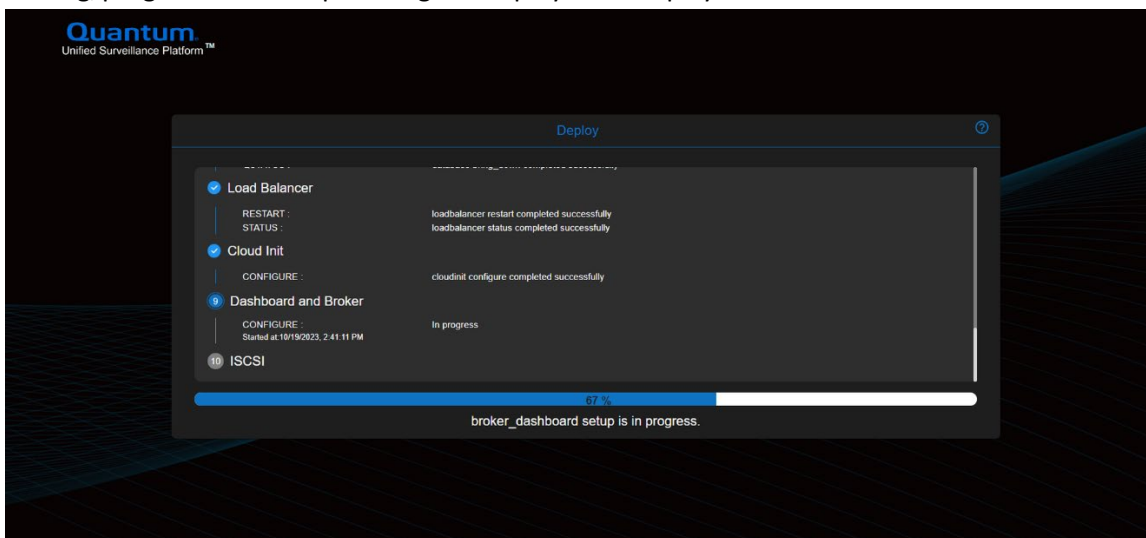 Quantum.
Unified Surveillance Platform™
Deploy
Load Balancer
RESTART : loadbalancer restart completed successfully
STATUS : loadbalancer status completed successfully
Cloud Init
CONFIGURE : cloudinit configure completed successfully
9 Dashboard and Broker
CONFIGURE : In progress
Started at:10/19/2023, 2:41:11 PM
10 ISCSI
67 %
broker_dashboard setup is in progress.